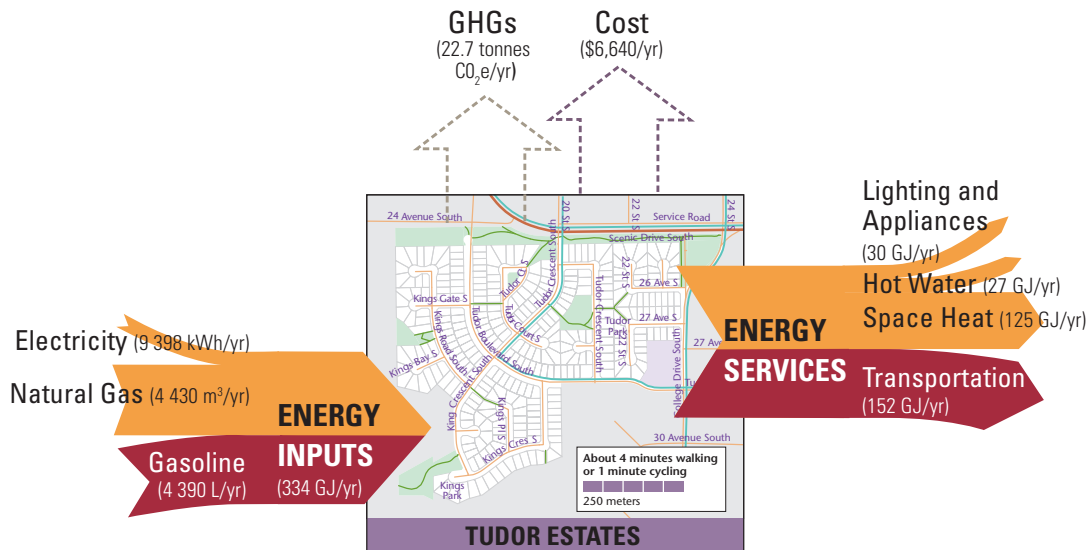 GHGs
(22.7 tonnes
CO₂e/yr)
Cost
($6,640/yr)
Electricity (9 398 kWh/yr)
Natural Gas (4 430 m³/yr)
Gasoline
(4 390 L/yr)
ENERGY
INPUTS
(334 GJ/yr)
24 Avenue South
20 St S
22 St S
Service Road
24 St S
Scenic Drive South
Tudor Ct S
Tudor Crescent South
22 St S
26 Ave S
Kings Gate S
Tudor Court S
Tudor Crescent South
Tudor
Park
27 Ave S
27 Ave
Kings Road South
Tudor Boulevard South
22 St S
Kings Bay S
King Crescent South
College Drive South
Tu
Kings Pl S
Kings Cres S
30 Avenue South
Kings
Park
About 4 minutes walking
or 1 minute cycling
250 meters
TUDOR ESTATES
ENERGY
SERVICES
Lighting and
Appliances
(30 GJ/yr)
Hot Water (27 GJ/yr)
Space Heat (125 GJ/yr)
Transportation
(152 GJ/yr)